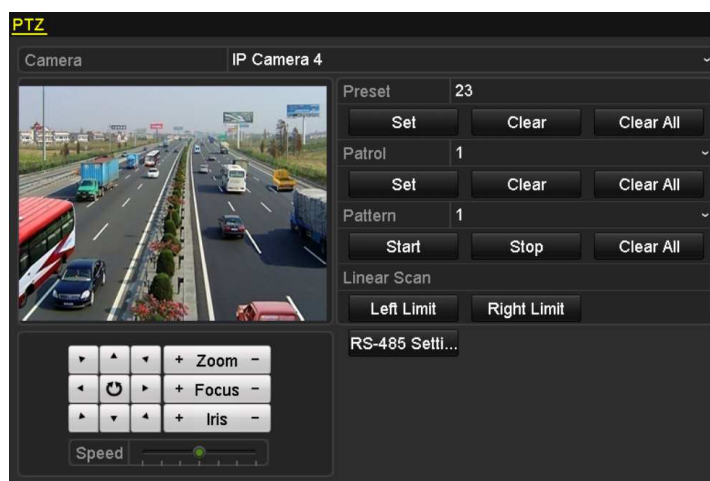 PTZ
Camera IP Camera 4
Preset 23
Set Clear Clear All
Patrol 1
Set Clear Clear All
Pattern 1
Start Stop Clear All
Linear Scan
Left Limit Right Limit
RS-485 Setti...
+ Zoom -
+ Focus -
+ Iris -
Speed